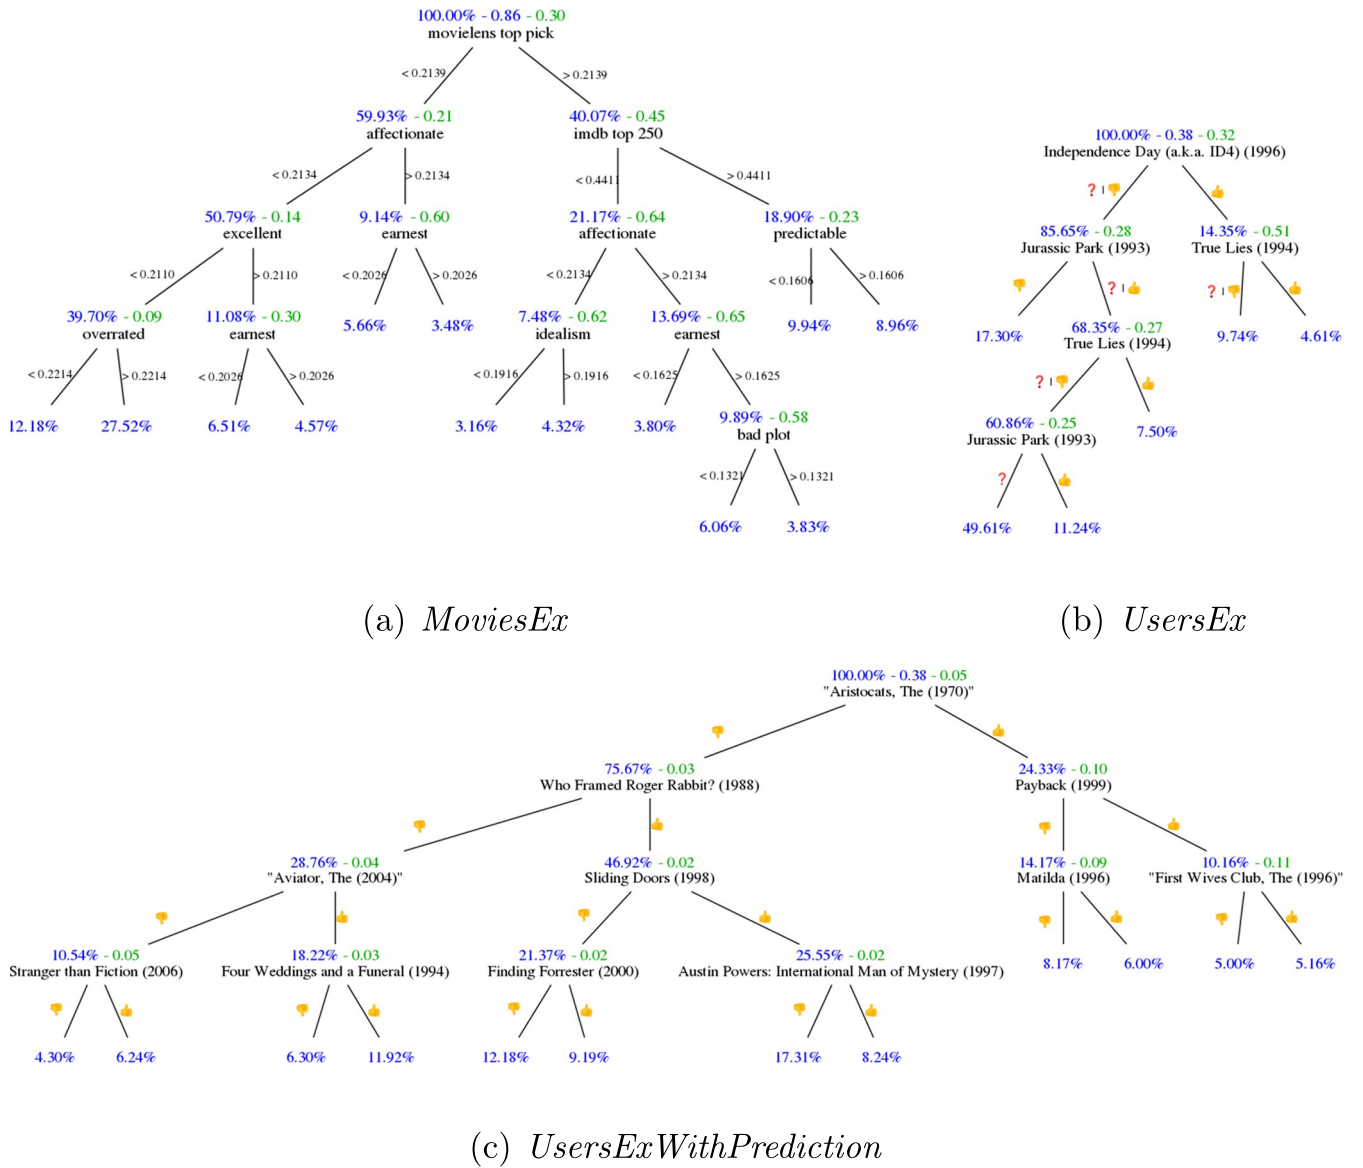 100.00% - 0.86 - 0.30
movielens top pick
< 0.2139
> 0.2139
59.93% - 0.21
affectionate
40.07% - 0.45
imdb top 250
< 0.2134
> 0.2134
< 0.4411
> 0.4411
50.79% - 0.14
excellent
9.14% - 0.60
earnest
21.17% - 0.64
affectionate
18.90% - 0.23
predictable
< 0.2110
> 0.2110
< 0.2026
> 0.2026
< 0.2134
> 0.2134
< 0.1606
> 0.1606
39.70% - 0.09
overrated
11.08% - 0.30
earnest
5.66%
3.48%
7.48% - 0.62
idealism
13.69% - 0.65
earnest
9.94%
8.96%
< 0.2214
> 0.2214
< 0.2026
> 0.2026
< 0.1916
> 0.1916
< 0.1625
> 0.1625
12.18%
27.52%
6.51%
4.57%
3.16%
4.32%
3.80%
9.89% - 0.58
bad plot
< 0.1321
> 0.1321
6.06%
3.83%
(a) MoviesEx
100.00% - 0.38 - 0.32
Independence Day (a.k.a. ID4) (1996)
❓ | 👎
👍
85.65% - 0.28
Jurassic Park (1993)
14.35% - 0.51
True Lies (1994)
👎
❓ | 👍
❓ | 👎
👍
17.30%
68.35% - 0.27
True Lies (1994)
9.74%
4.61%
❓ | 👎
👍
60.86% - 0.25
Jurassic Park (1993)
7.50%
❓
👍
49.61%
11.24%
(b) UsersEx
100.00% - 0.38 - 0.05
"Aristocats, The (1970)"
75.67% - 0.03
Who Framed Roger Rabbit? (1988)
24.33% - 0.10
Payback (1999)
28.76% - 0.04
"Aviator, The (2004)"
46.92% - 0.02
Sliding Doors (1998)
14.17% - 0.09
Matilda (1996)
10.16% - 0.11
"First Wives Club, The (1996)"
10.54% - 0.05
Stranger than Fiction (2006)
18.22% - 0.03
Four Weddings and a Funeral (1994)
21.37% - 0.02
Finding Forrester (2000)
25.55% - 0.02
Austin Powers: International Man of Mystery (1997)
8.17%
6.00%
5.00%
5.16%
4.30%
6.24%
6.30%
11.92%
12.18%
9.19%
17.31%
8.24%
(c) UsersExWithPrediction